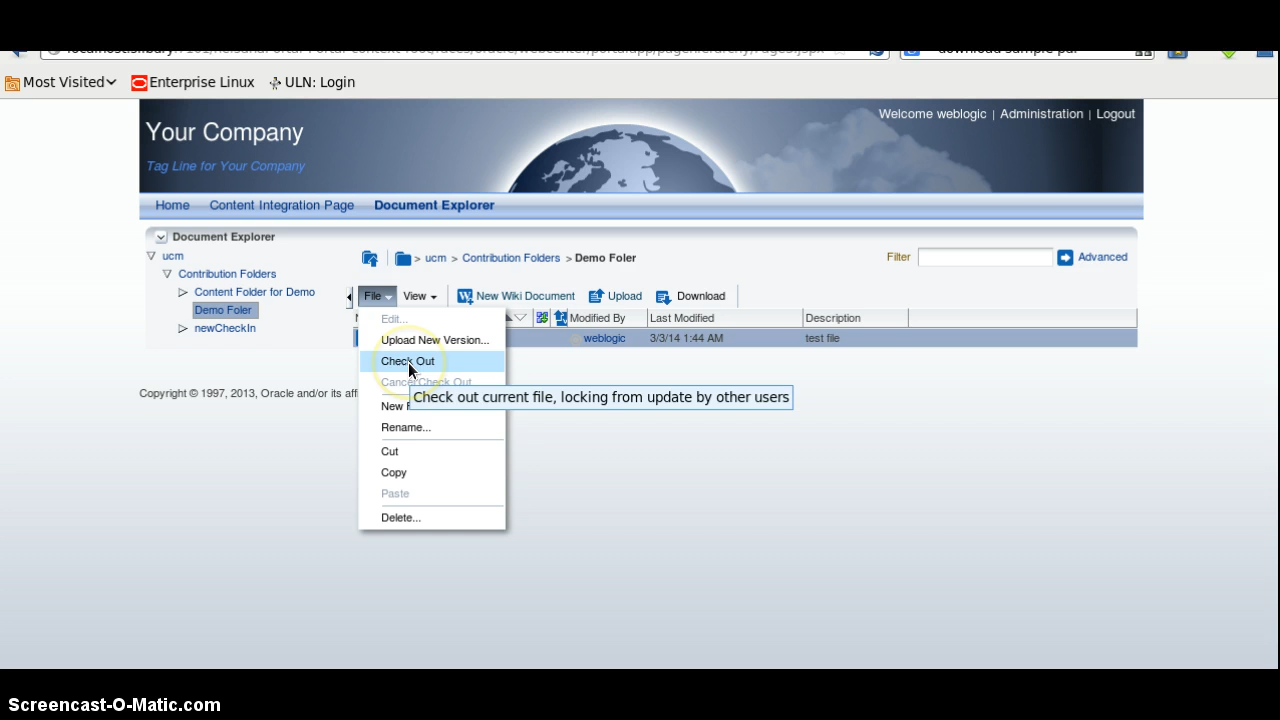 Most Visited Enterprise Linux ULN: Login
Welcome weblogic | Administration | Logout
Your Company
Tag Line for Your Company
Home Content Integration Page Document Explorer
Document Explorer
ucm
Contribution Folders
Content Folder for Demo
Demo Foler
newCheckIn
> ucm > Contribution Folders > Demo Foler
Filter Advanced
File View New Wiki Document Upload Download
Modified By Last Modified Description
weblogic 3/3/14 1:44 AM test file
Edit...
Upload New Version...
Check Out
Cancel Check Out
Check out current file, locking from update by other users
New
Rename...
Cut
Copy
Paste
Delete...
Copyright © 1997, 2013, Oracle and/or its
Screencast-O-Matic.com